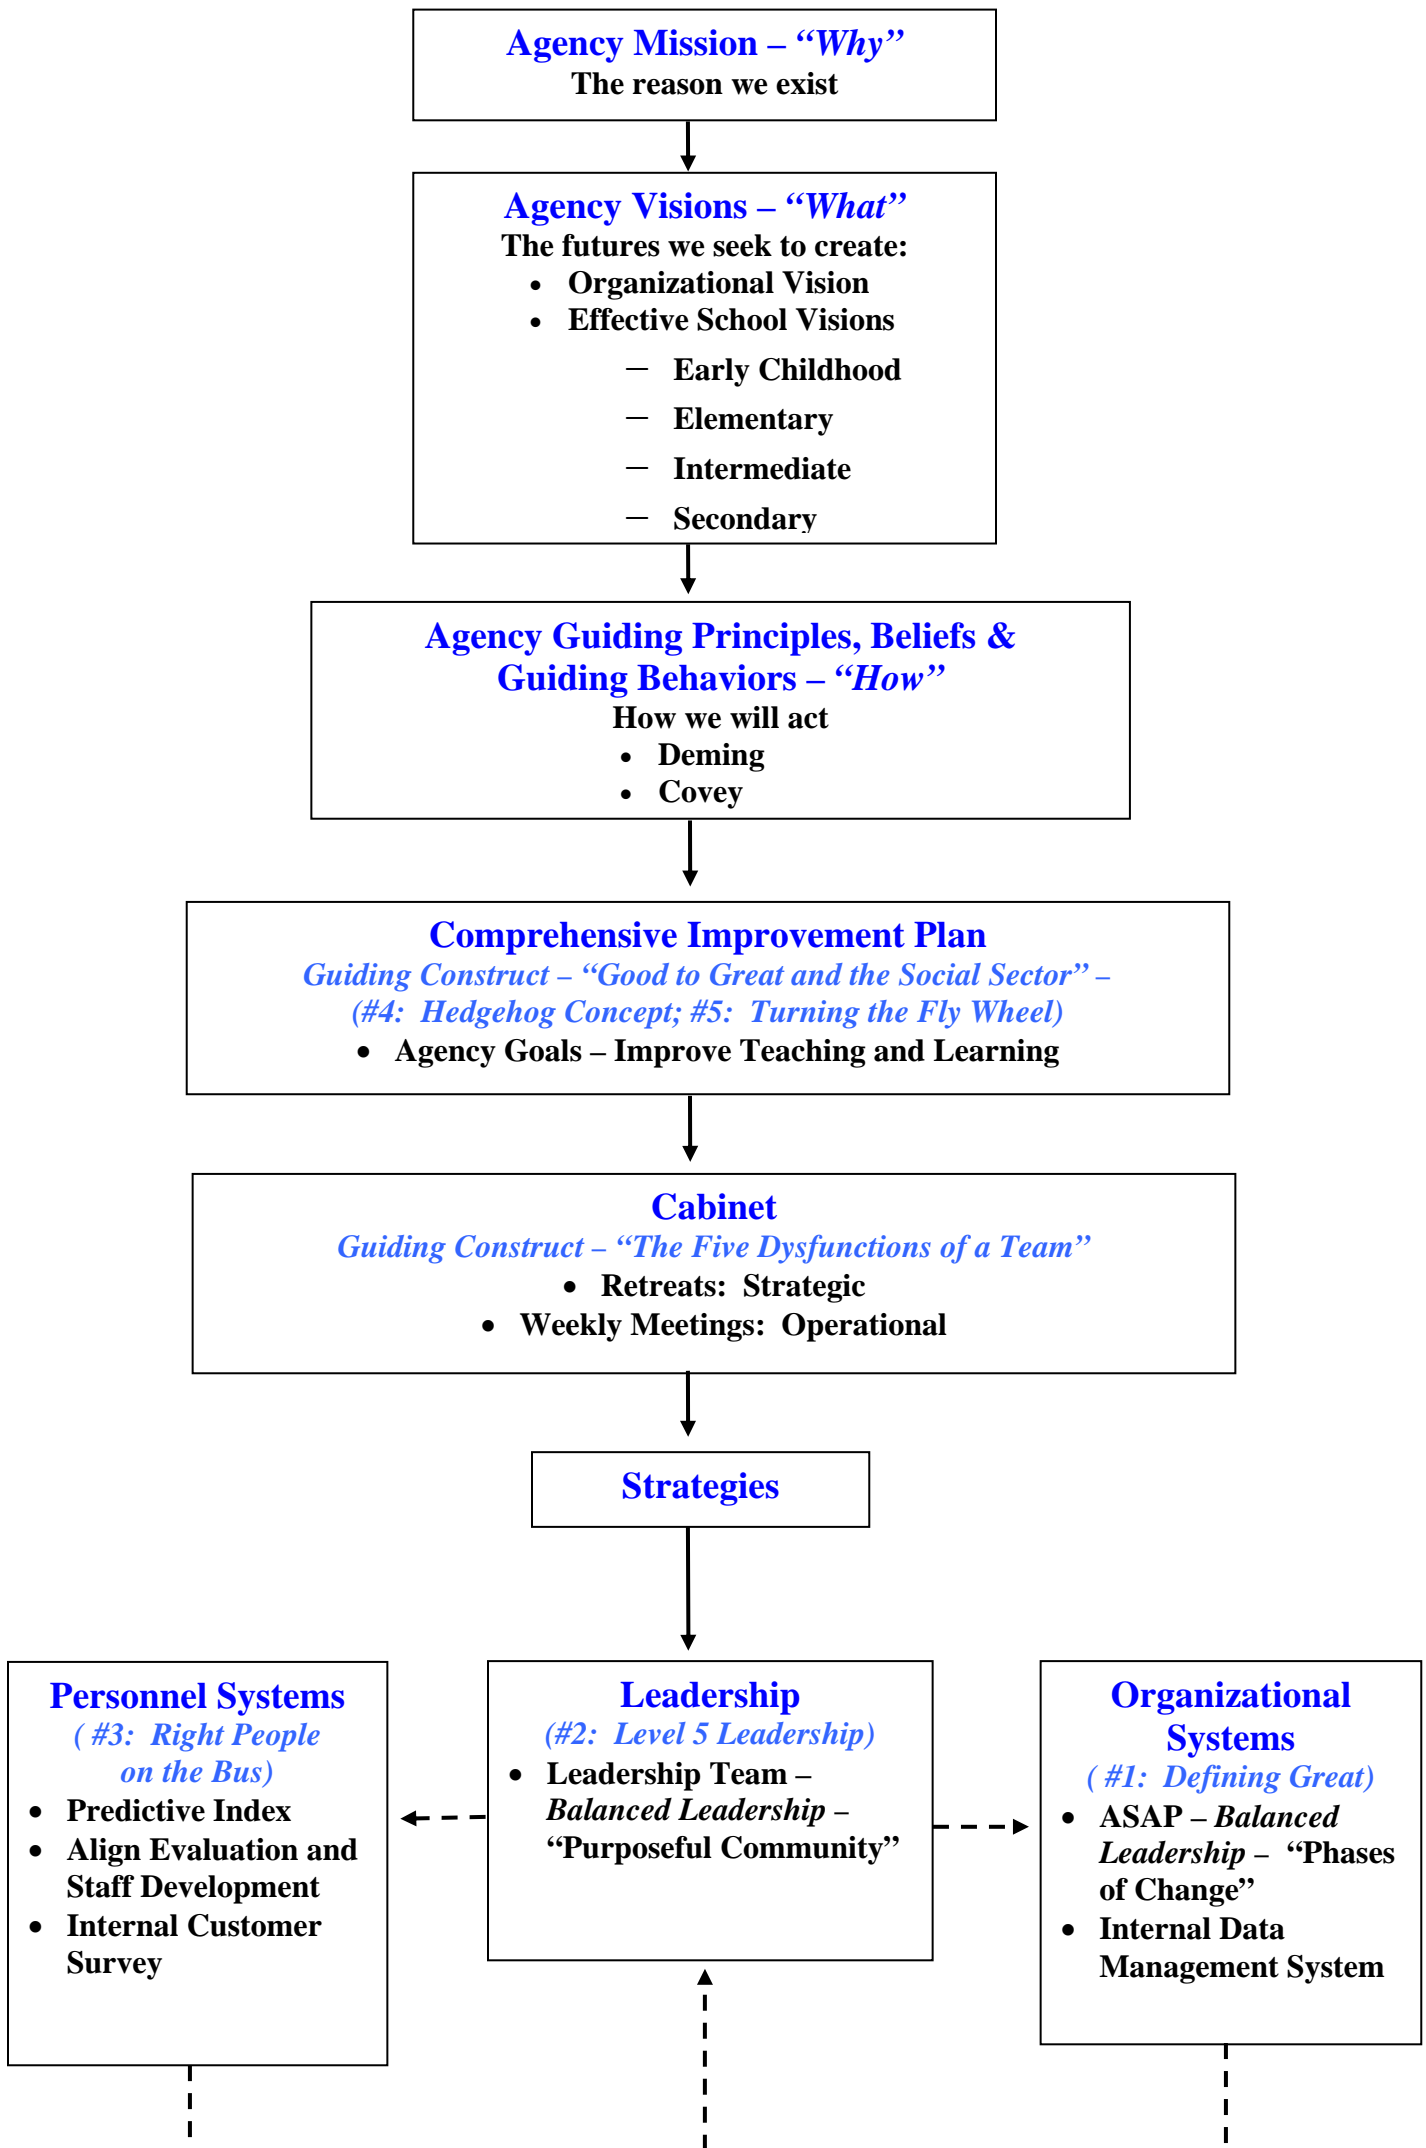 Agency Mission – “Why”
The reason we exist
Agency Visions – “What”
The futures we seek to create:
• Organizational Vision
• Effective School Visions
— Early Childhood
— Elementary
— Intermediate
— Secondary
Agency Guiding Principles, Beliefs &
Guiding Behaviors – “How”
How we will act
• Deming
• Covey
Comprehensive Improvement Plan
Guiding Construct – “Good to Great and the Social Sector” –
(#4: Hedgehog Concept; #5: Turning the Fly Wheel)
• Agency Goals – Improve Teaching and Learning
Cabinet
Guiding Construct – “The Five Dysfunctions of a Team”
• Retreats: Strategic
• Weekly Meetings: Operational
Strategies
Personnel Systems
( #3: Right People
on the Bus)
• Predictive Index
• Align Evaluation and
Staff Development
• Internal Customer
Survey
Leadership
(#2: Level 5 Leadership)
• Leadership Team –
Balanced Leadership –
“Purposeful Community”
Organizational
Systems
( #1: Defining Great)
• ASAP – Balanced
Leadership – “Phases
of Change”
• Internal Data
Management System